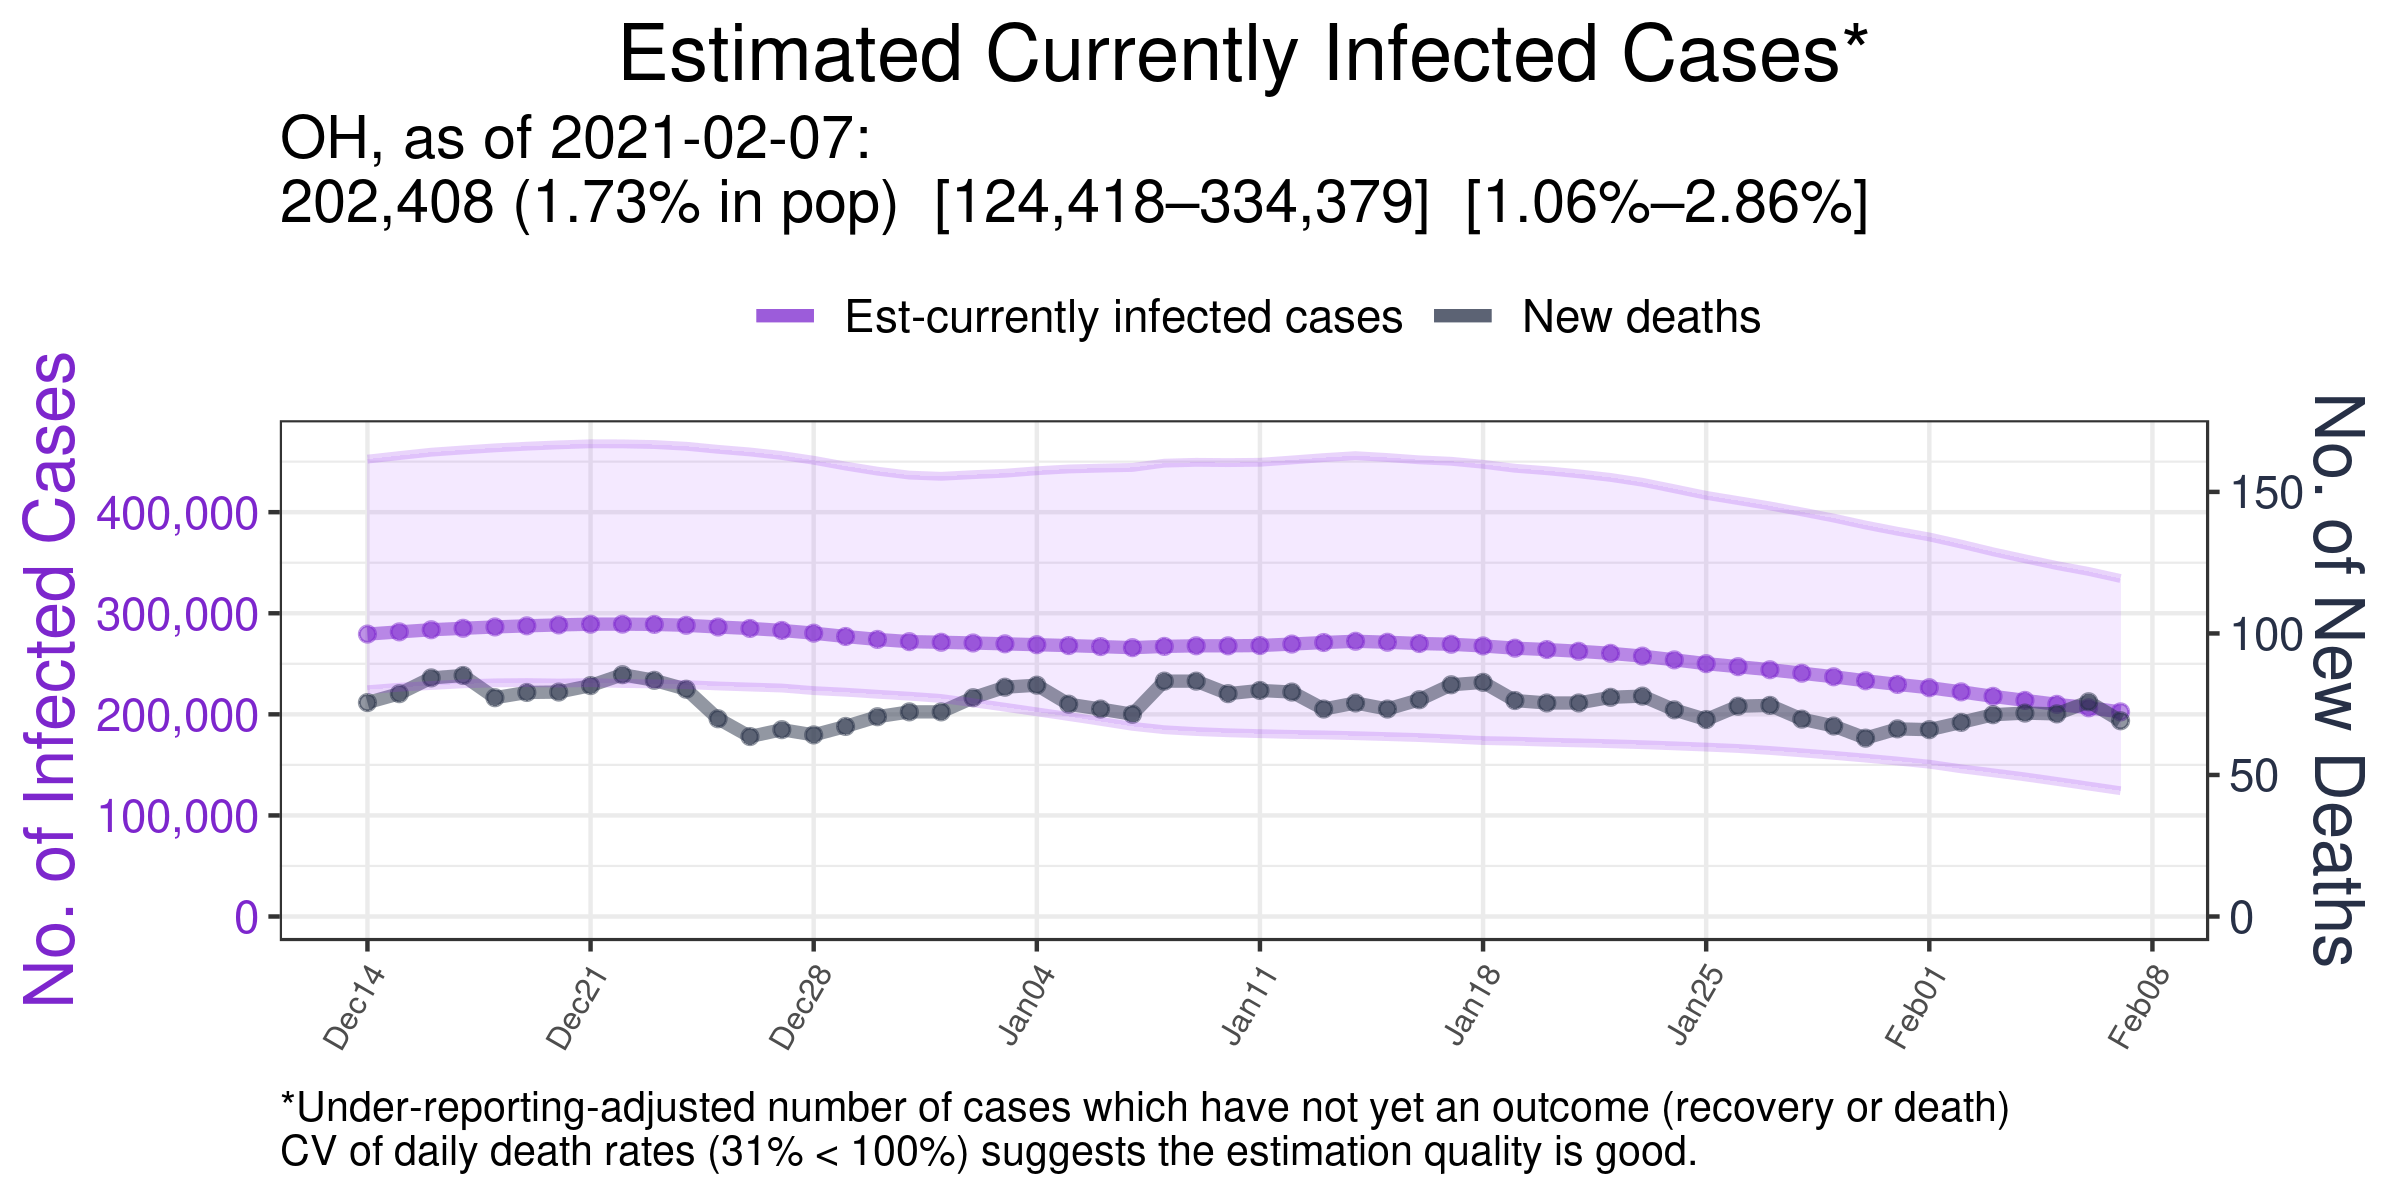 Estimated Currently Infected Cases*
OH, as of 2021-02-07:
202,408 (1.73% in pop)  [124,418–334,379]  [1.06%–2.86%]
Est-currently infected cases
New deaths
No. of Infected Cases
400,000
300,000
200,000
100,000
0
150
100
50
0
No. of New Deaths
Dec14
Dec21
Dec28
Jan04
Jan11
Jan18
Jan25
Feb01
Feb08
*Under-reporting-adjusted number of cases which have not yet an outcome (recovery or death)
CV of daily death rates (31% < 100%) suggests the estimation quality is good.